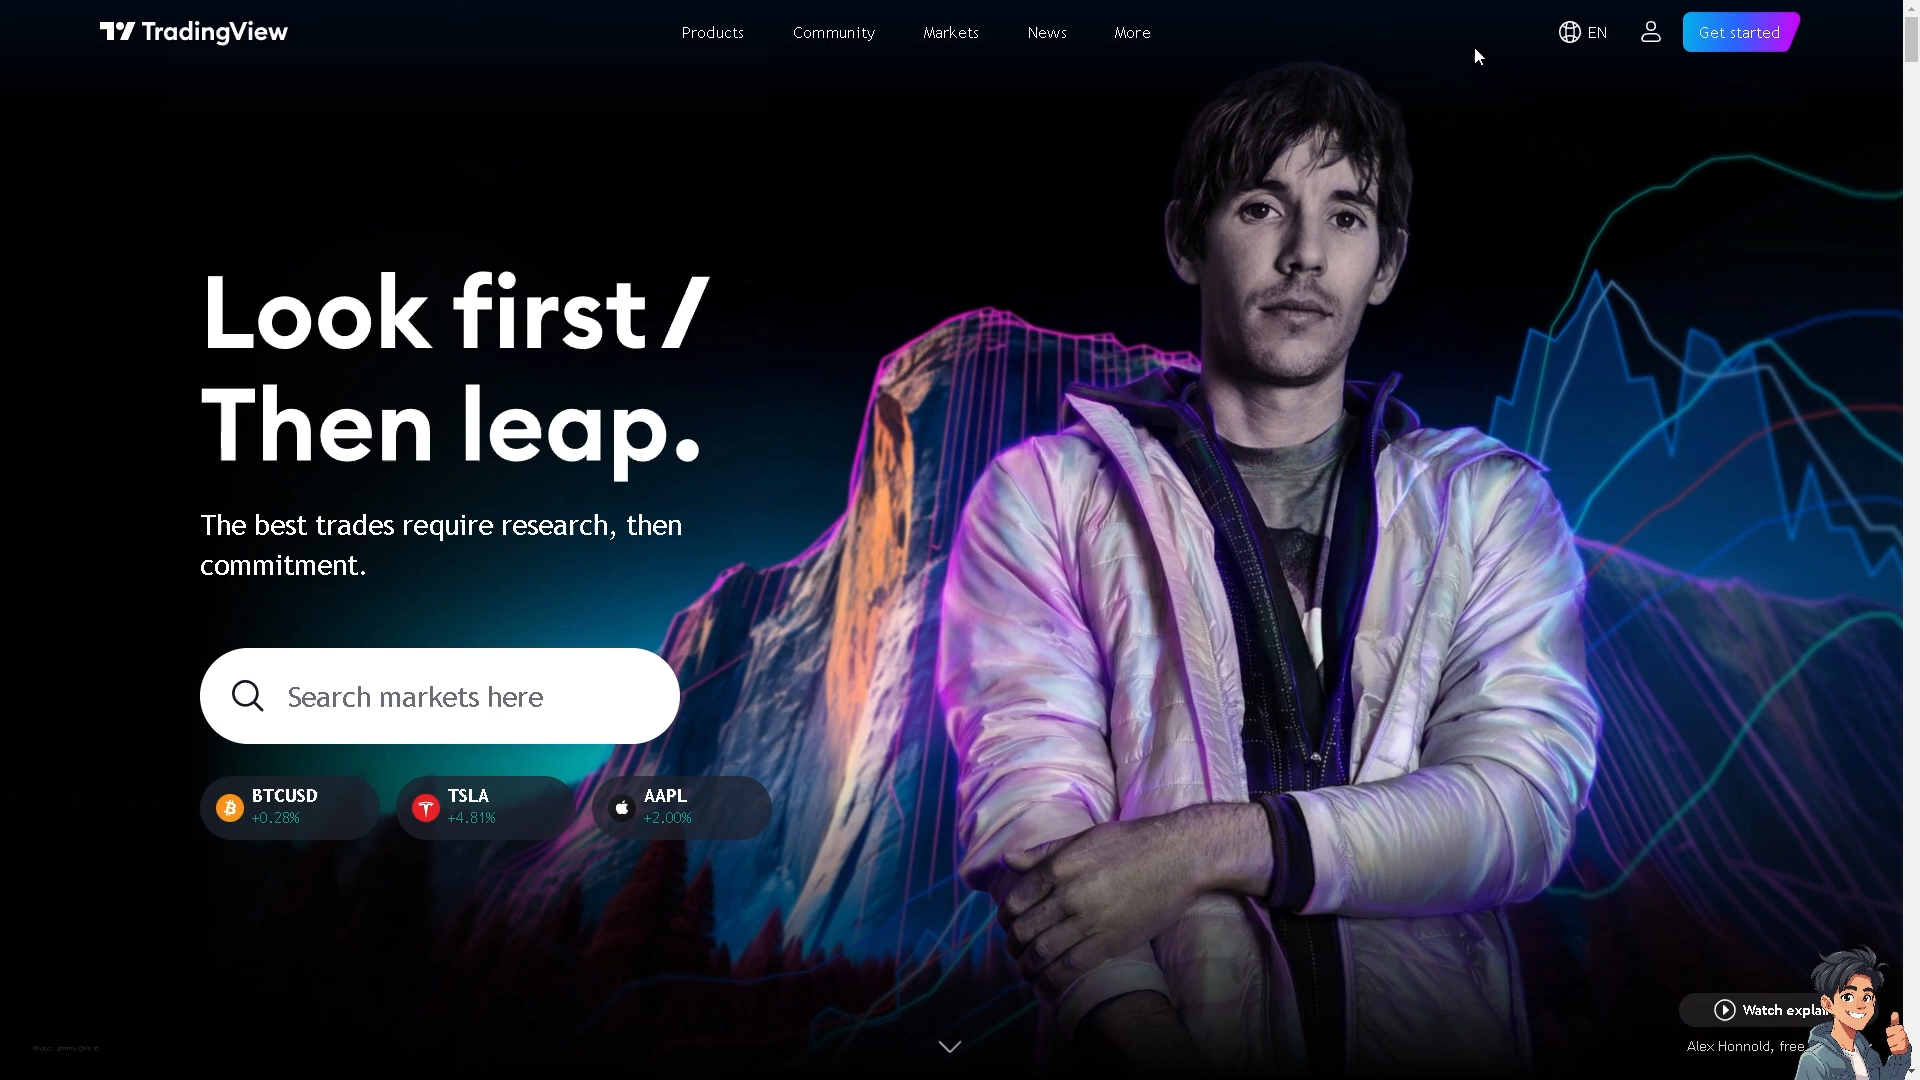 TradingView
Products
Community
Markets
News
More
EN
Get started
Look first /
Then leap.
The best trades require research, then
commitment.
Search markets here
BTCUSD
+0.28%
TSLA
+4.81%
AAPL
+2.00%
Watch explai
Photo: Jimmy Chin ©
Alex Honnold, free